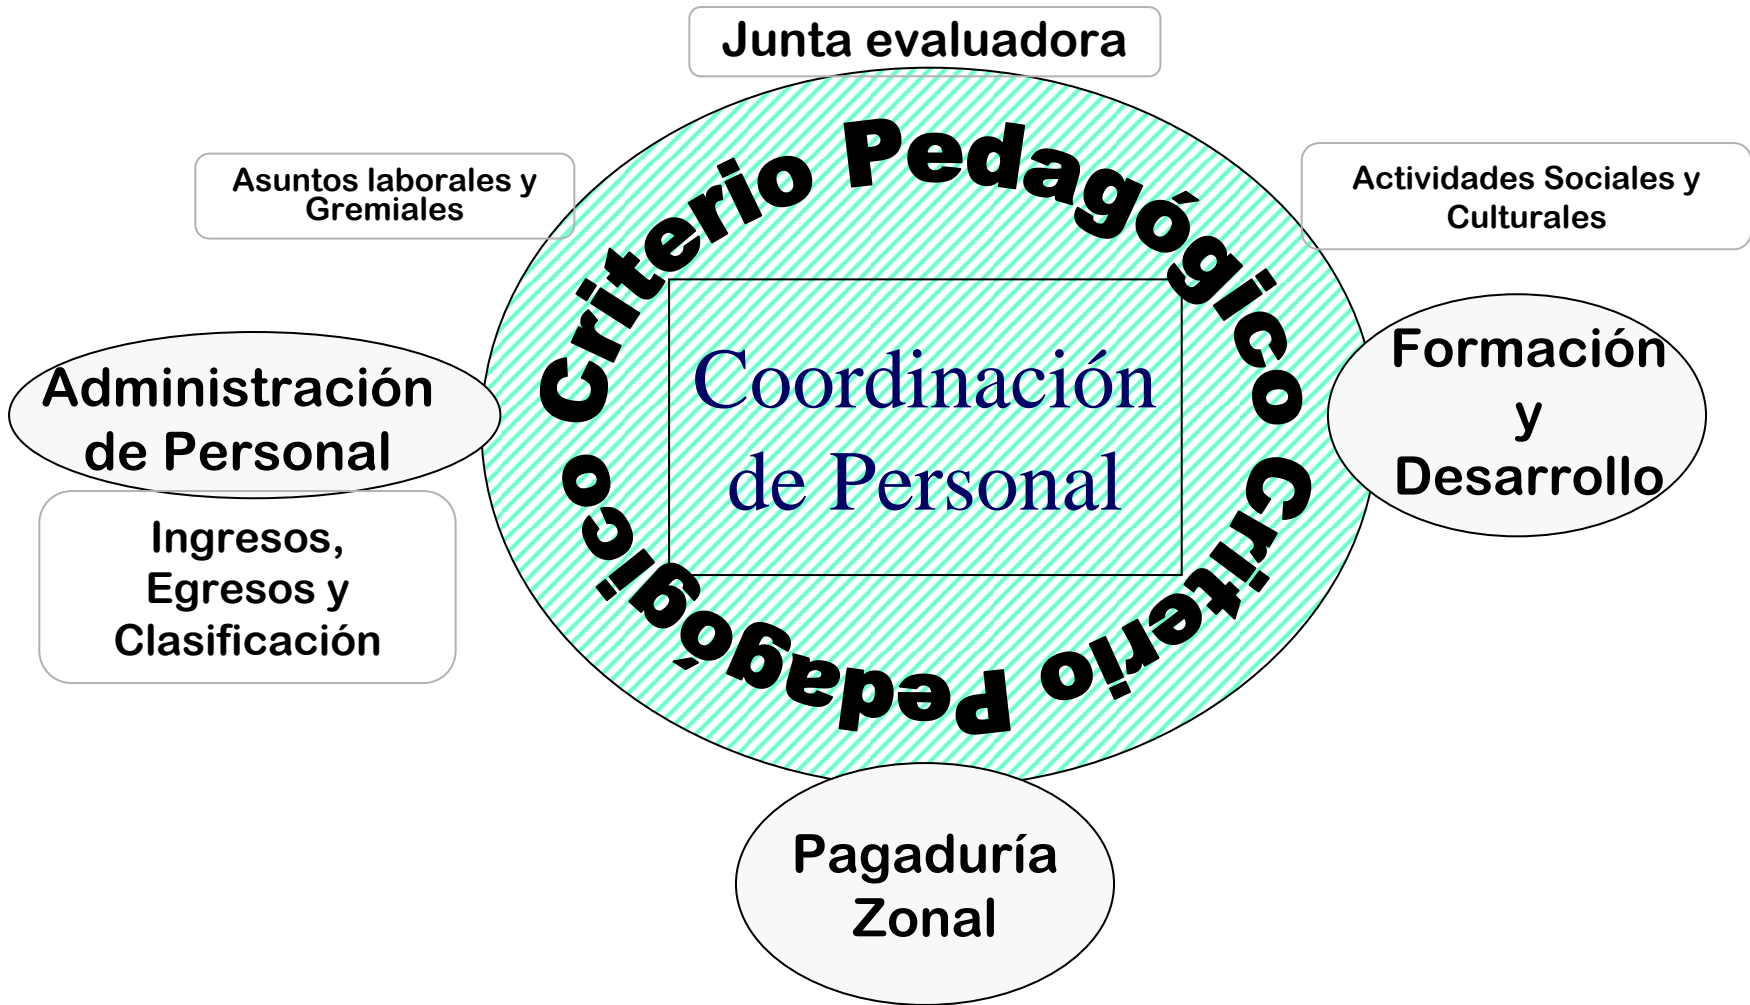 Junta evaluadora
Asuntos laborales y
Gremiales
Actividades Sociales y
Culturales
Criterio Pedagógico Criterio Pedagógico
Coordinación
de Personal
Administración
de Personal
Formación
y
Desarrollo
Ingresos,
Egresos y
Clasificación
Pagaduría
Zonal